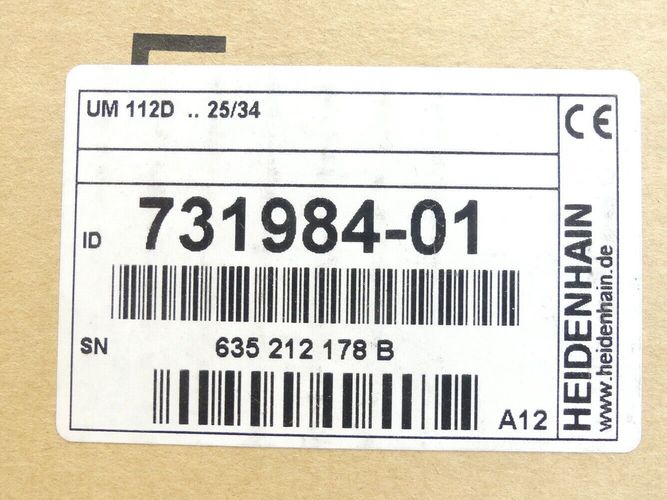 UM 112D .. 25/34
CE
ID 731984-01
SN 635 212 178 B
A12
HEIDENHAIN
www.heidenhain.de